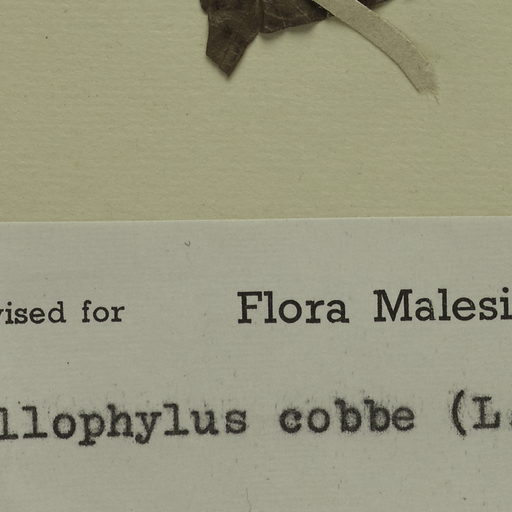 vised for Flora Malesi
llophylus cobbe (L.